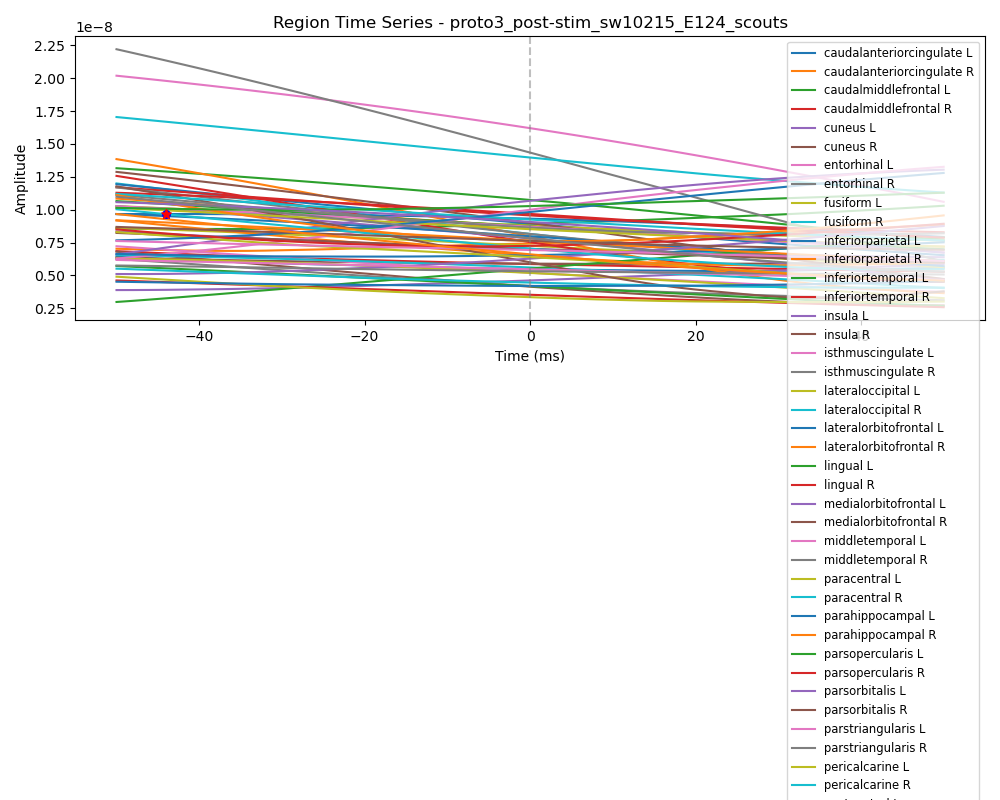 Region Time Series - proto3_post-stim_sw10215_E124_scouts
1e−8
2.25
2.00
1.75
1.50
1.25
1.00
0.75
0.50
0.25
Amplitude
−40
−20
0
20
Time (ms)
caudalanteriorcingulate L
caudalanteriorcingulate R
caudalmiddlefrontal L
caudalmiddlefrontal R
cuneus L
cuneus R
entorhinal L
entorhinal R
fusiform L
fusiform R
inferiorparietal L
inferiorparietal R
inferiortemporal L
inferiortemporal R
insula L
insula R
isthmuscingulate L
isthmuscingulate R
lateraloccipital L
lateraloccipital R
lateralorbitofrontal L
lateralorbitofrontal R
lingual L
lingual R
medialorbitofrontal L
medialorbitofrontal R
middletemporal L
middletemporal R
paracentral L
paracentral R
parahippocampal L
parahippocampal R
parsopercularis L
parsopercularis R
parsorbitalis L
parsorbitalis R
parstriangularis L
parstriangularis R
pericalcarine L
pericalcarine R